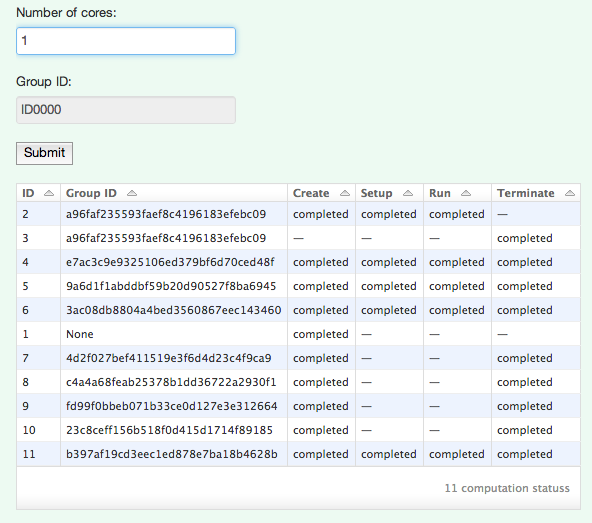 Number of cores:
1
Group ID:
ID0000
Submit
ID Group ID Create Setup Run Terminate
2 a96faf235593faef8c4196183efebc09 completed completed completed —
3 a96faf235593faef8c4196183efebc09 — — — completed
4 e7ac3c9e9325106ed379bf6d70ced48f completed completed completed completed
5 9a6d1f1abddbf59b20d90527f8ba6945 completed completed completed completed
6 3ac08db8804a4bed3560867eec143460 completed completed completed completed
1 None completed — — —
7 4d2f027bef411519e3f6d4d23c4f9ca9 completed — — completed
8 c4a4a68feab25378b1dd36722a2930f1 completed — — completed
9 fd99f0bbeb071b33ce0d127e3e312664 completed — — completed
10 23c8ceff156b518f0d415d1714f89185 completed — — completed
11 b397af19cd3eec1ed878e7ba18b4628b completed completed completed completed
11 computation statuss